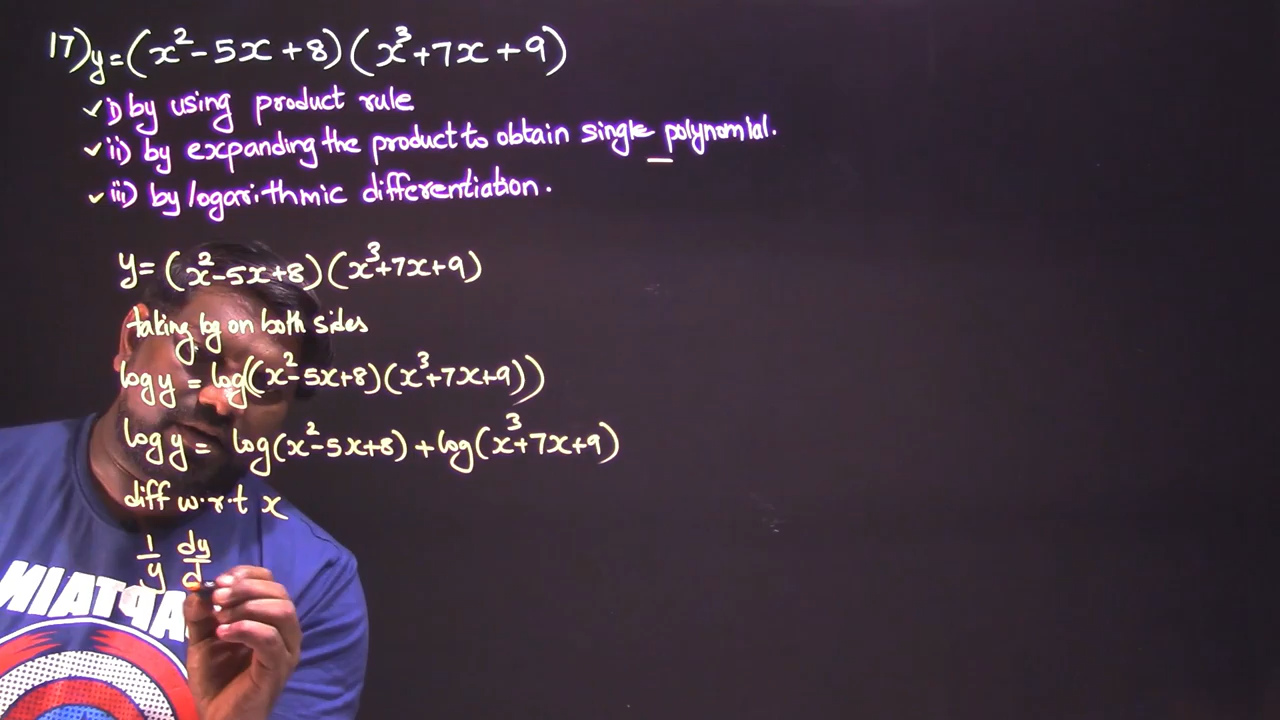 17) y = (x² - 5x + 8) (x³ + 7x + 9)
✓ i) by using product rule
✓ ii) by expanding the product to obtain single polynomial.
✓ iii) by logarithmic differentiation.
y = (x² - 5x + 8) (x³ + 7x + 9)
taking log on both sides
log y = log((x² - 5x + 8) (x³ + 7x + 9))
log y = log(x² - 5x + 8) + log(x³ + 7x + 9)
diff w.r.t x
1/y dy/d